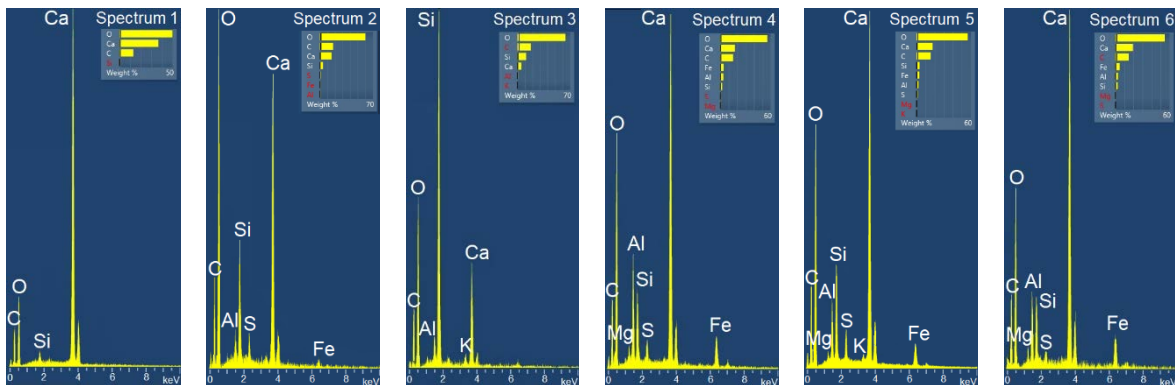 Ca Spectrum 1
O
Ca
C
Weight % 50
O
C
Si
0 2 4 6 8
keV
O Spectrum 2
O
C
Ca
Si
S
Fe
Al
Weight % 70
Ca
Si
C
Al
S
Fe
0 2 4 6 8
keV
Si Spectrum 3
O
C
Si
Ca
Al
K
Weight % 70
O
Ca
C
Al
K
0 2 4 6 8
keV
Ca Spectrum 4
O
Ca
C
Fe
Al
Si
Mg
Weight % 60
O
Al
Si
C
Mg
S
Fe
0 2 4 6 8
keV
Ca Spectrum 5
O
Ca
C
Si
Fe
Al
S
Mg
K
Weight % 60
O
Si
C
Al
S
Mg
K
Fe
0 2 4 6 8
keV
Ca Spectrum 6
O
Ca
C
Fe
Al
Si
Mg
S
Weight % 60
O
C
Al
Si
Mg
S
Fe
0 2 4 6 8
keV